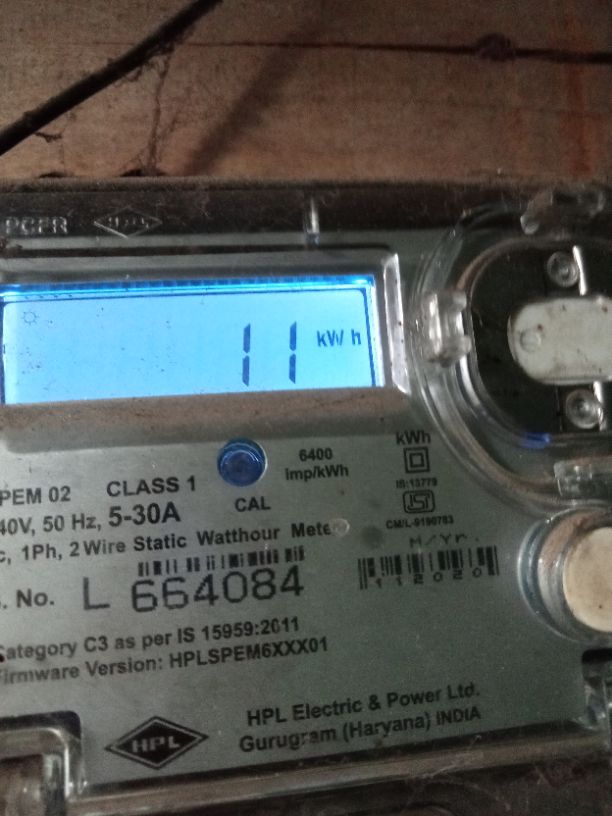 HPL
11 kWh
6400
imp/kWh
kWh
IS:13779
CM/L-9190783
PEM 02 CLASS 1
CAL
40V, 50 Hz, 5-30A
1Ph, 2 Wire Static Watthour Meter
M/Yr.
112020
No. L 664084
Category C3 as per IS 15959:2011
Firmware Version: HPLSPEM6XXX01
HPL
HPL Electric & Power Ltd.
Gurugram (Haryana) INDIA